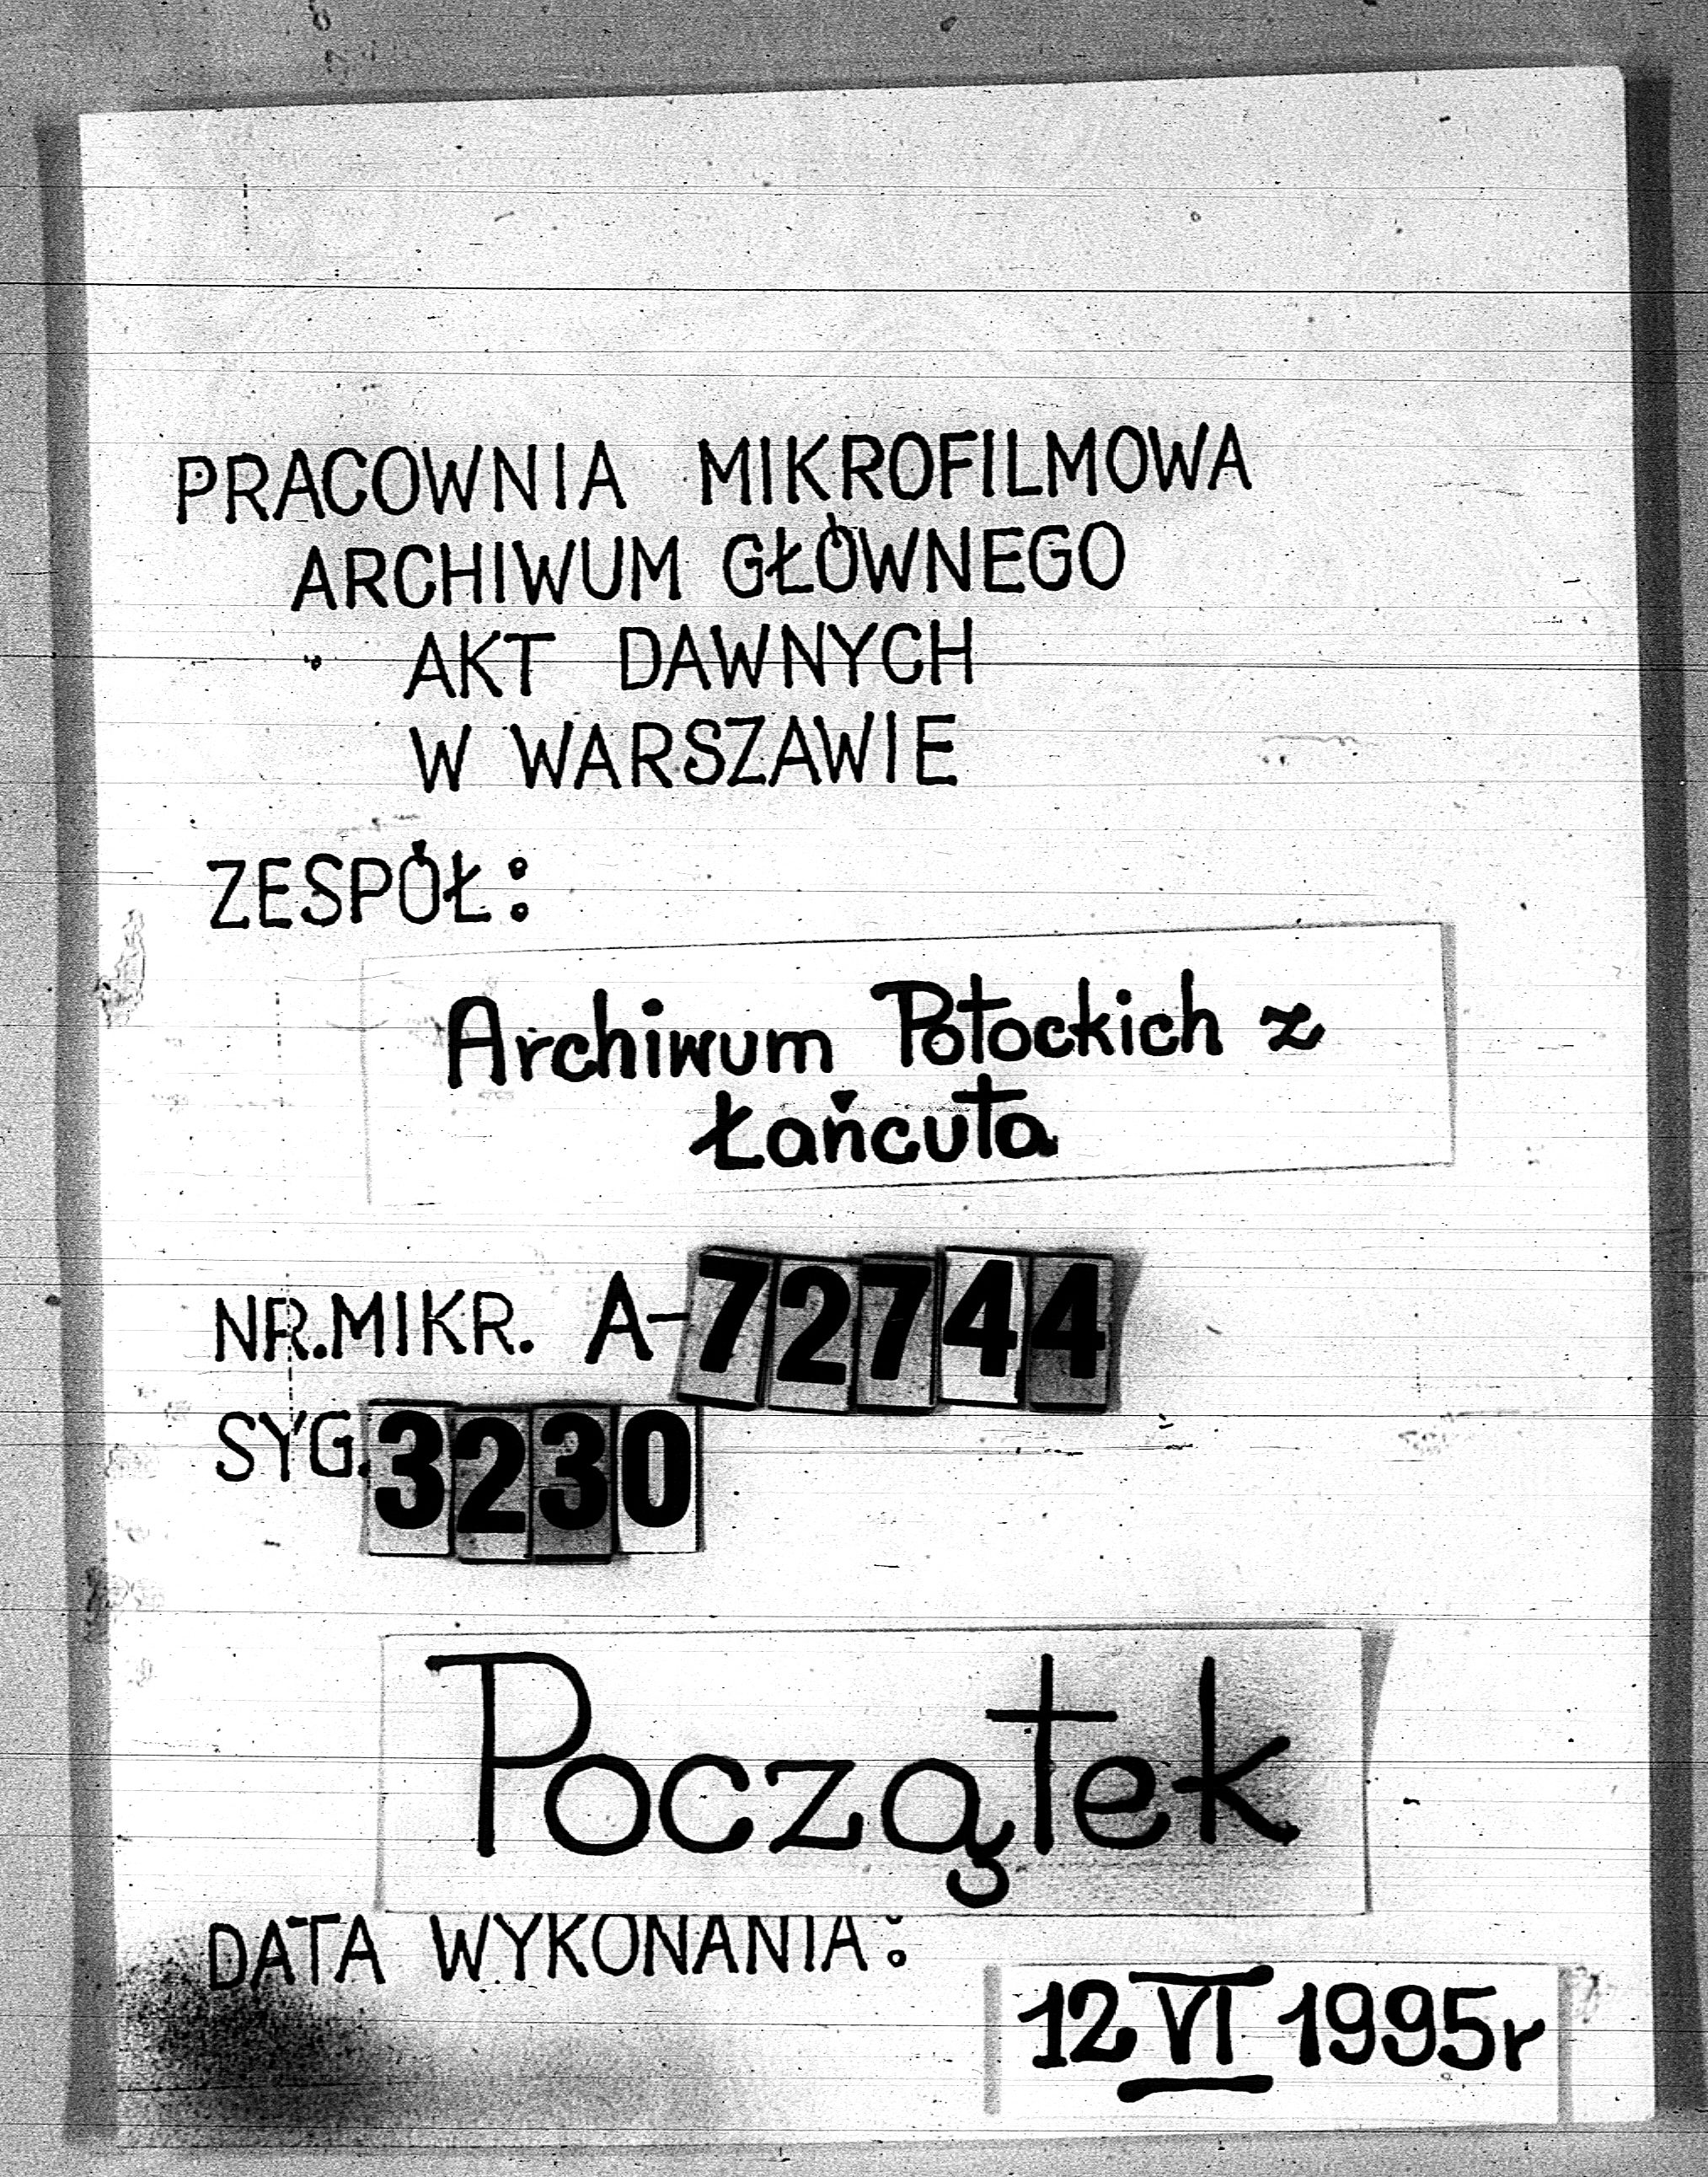 PRACOWNIA MIKROFILMOWA
ARCHIWUM GŁÓWNEGO
AKT DAWNYCH
W WARSZAWIE
ZESPÓŁ:
Archiwum Potockich z
Łańcuta
NR.MIKR. A-72744
SYG.3230
Początek
DATA WYKONANIA:
12 VI 1995r